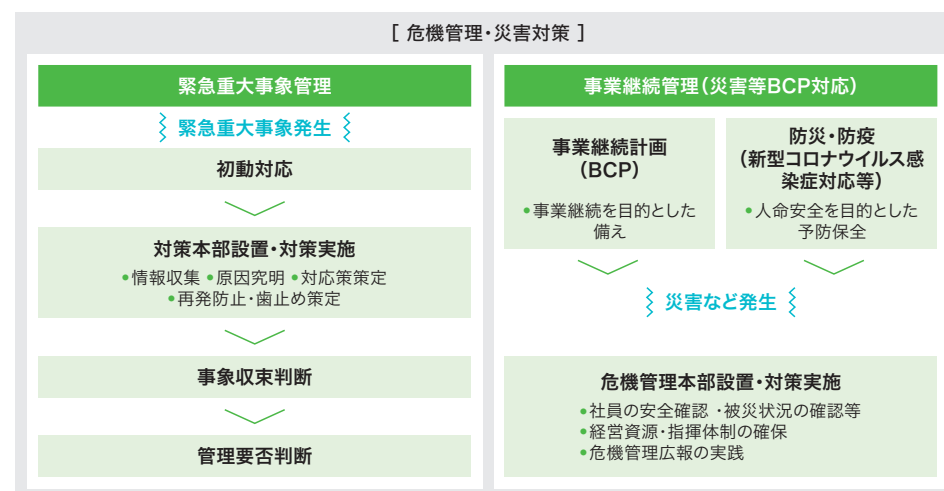 [ 危機管理・災害対策 ]
緊急重大事象管理
緊急重大事象発生
初動対応
対策本部設置・対策実施
•情報収集 •原因究明 •対応策策定
•再発防止・歯止め策定
事象収束判断
管理要否判断
事業継続管理（災害等BCP対応）
事業継続計画
（BCP）
•事業継続を目的とした
備え
防災・防疫
（新型コロナウイルス感
染症対応等）
•人命安全を目的とした
予防保全
災害など発生
危機管理本部設置・対策実施
•社員の安全確認 ・被災状況の確認等
•経営資源・指揮体制の確保
•危機管理広報の実践